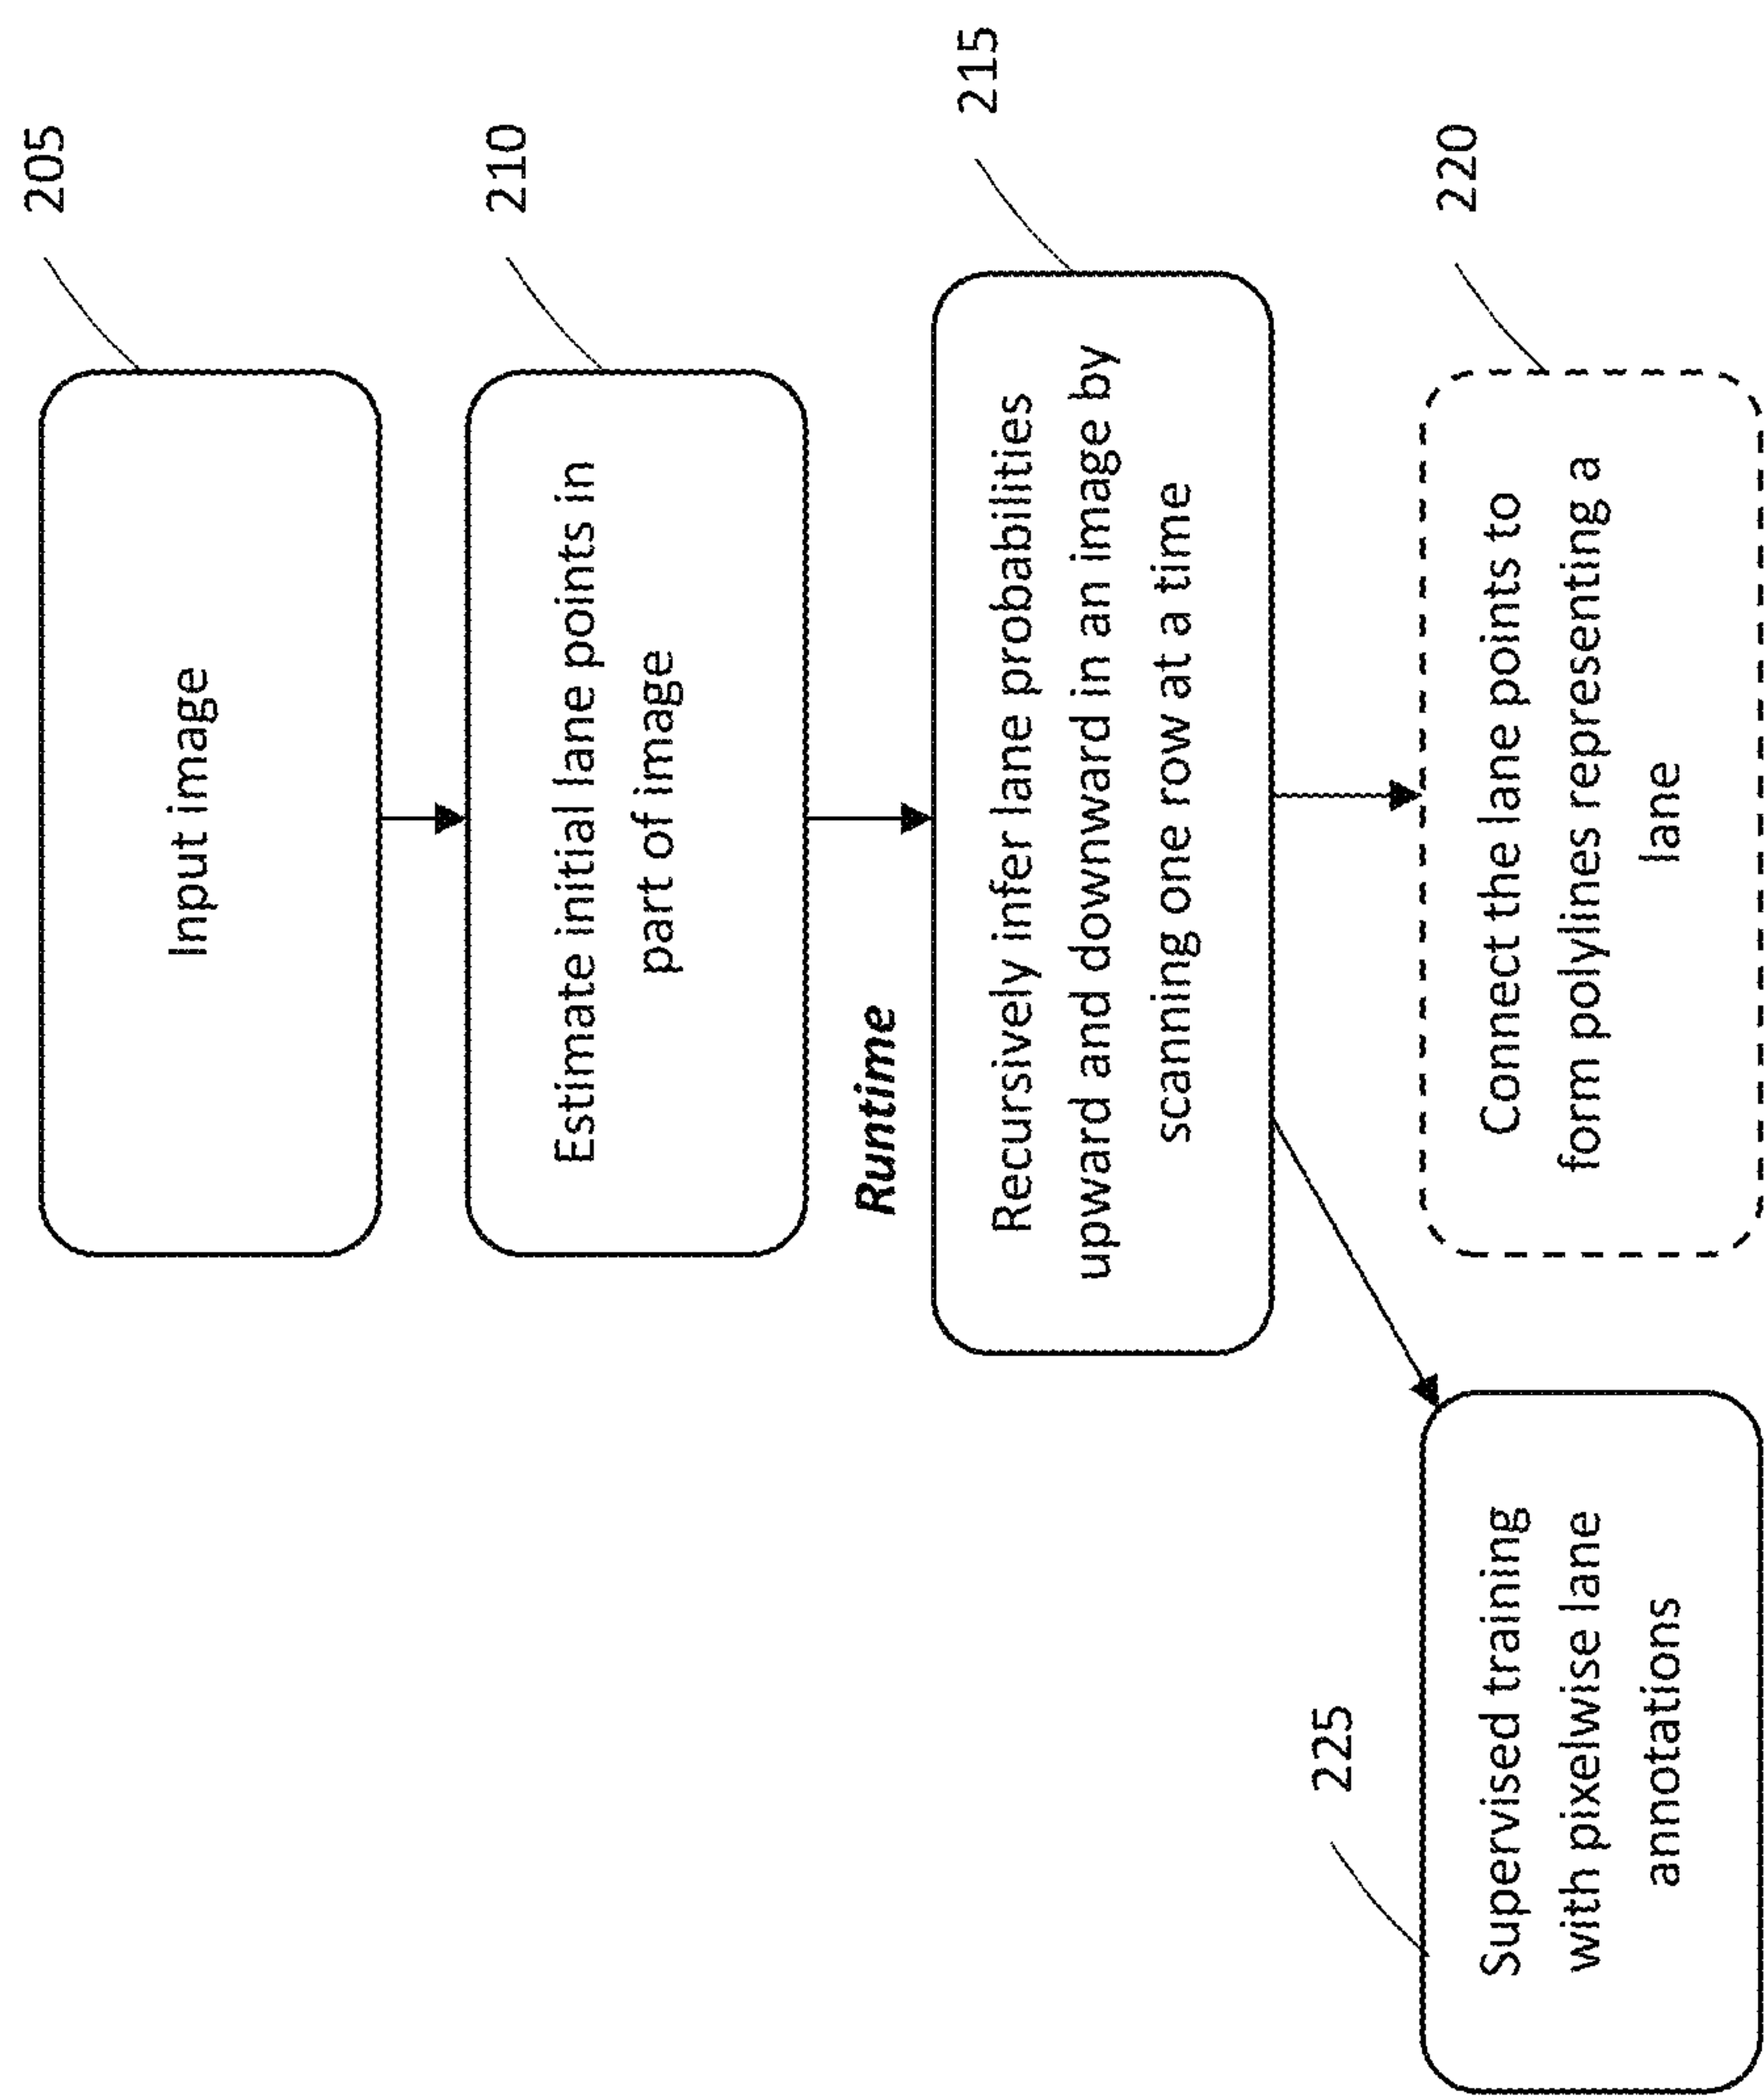 205
Input image
210
Estimate initial lane points in
part of image
Runtime
215
Recursively infer lane probabilities
upward and downward in an image by
scanning one row at a time
220
Connect the lane points to
form polylines representing a
lane
225
Supervised training
with pixelwise lane
annotations